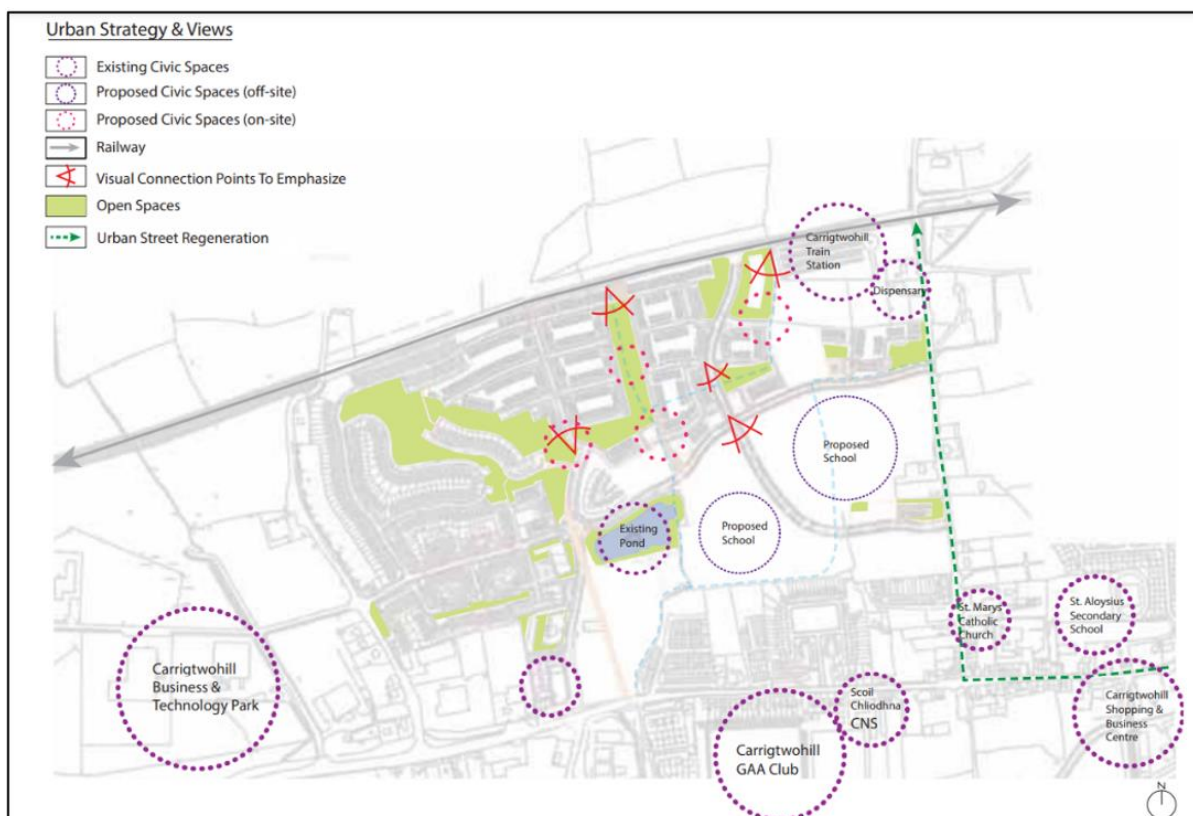 Urban Strategy & Views
Existing Civic Spaces
Proposed Civic Spaces (off-site)
Proposed Civic Spaces (on-site)
Railway
Visual Connection Points To Emphasize
Open Spaces
Urban Street Regeneration
Carrigtwohill
Train
Station
Dispensary
Proposed
School
Existing
Pond
Proposed
School
St. Marys
Catholic
Church
St. Aloysius
Secondary
School
Carrigtwohill
Business &
Technology Park
Scoil
Chliodhna
CNS
Carrigtwohill
Shopping &
Business
Centre
Carrigtwohill
GAA Club
N